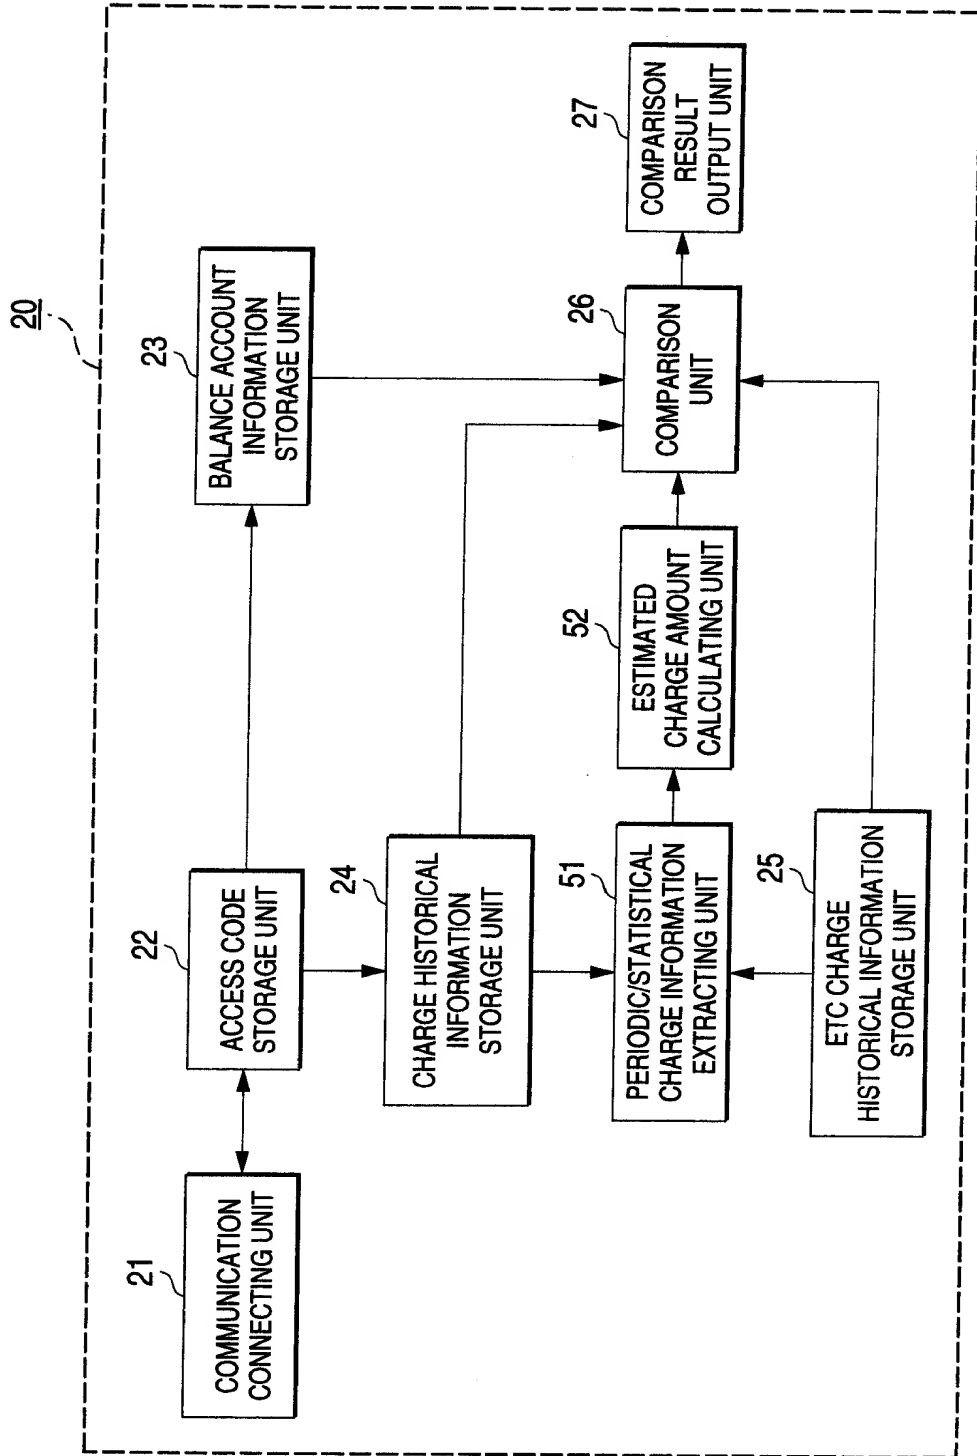 20
21
COMMUNICATION
CONNECTING UNIT
22
ACCESS CODE
STORAGE UNIT
23
BALANCE ACCOUNT
INFORMATION
STORAGE UNIT
24
CHARGE HISTORICAL
INFORMATION
STORAGE UNIT
51
PERIODIC/STATISTICAL
CHARGE INFORMATION
EXTRACTING UNIT
52
ESTIMATED
CHARGE AMOUNT
CALCULATING UNIT
26
COMPARISON
UNIT
27
COMPARISON
RESULT
OUTPUT UNIT
25
ETC CHARGE
HISTORICAL INFORMATION
STORAGE UNIT